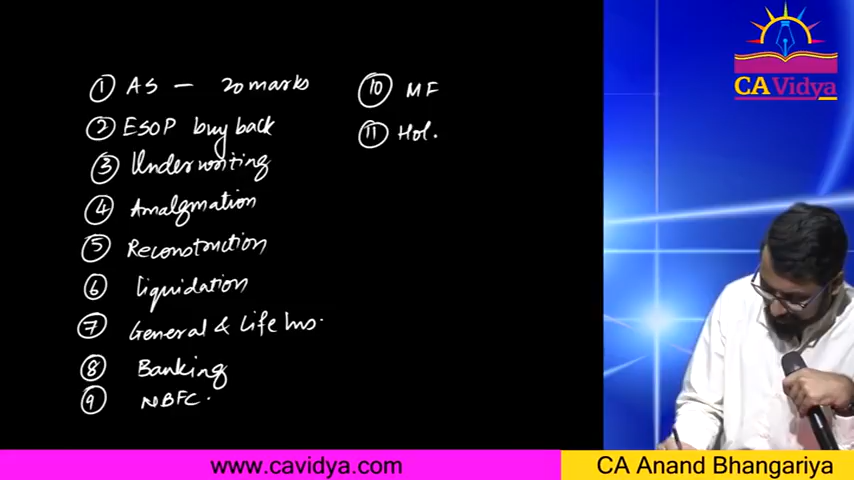 ① AS — 20 marks
② ESOP buy back
③ Underwriting
④ Amalgmation
⑤ Reconstruction
⑥ Liquidation
⑦ General & Life Ins.
⑧ Banking
⑨ NBFC.
⑩ MF
⑪ Hol.
CA Vidya
www.cavidya.com
CA Anand Bhangariya